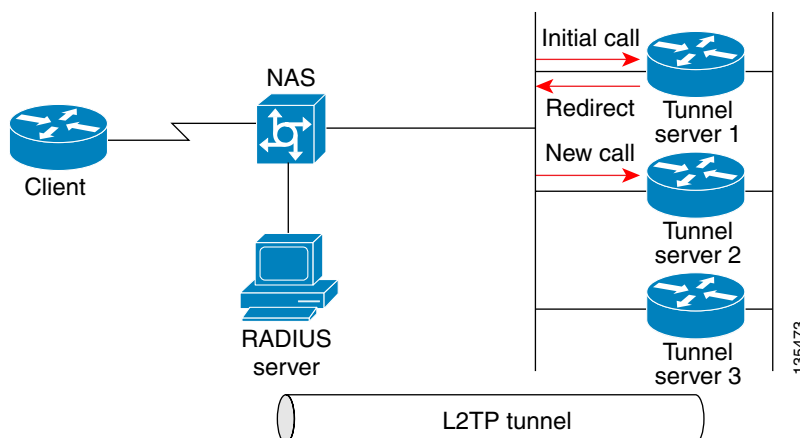 Initial call
NAS
Redirect
Tunnel
server 1
New call
Client
Tunnel
server 2
RADIUS
server
Tunnel
server 3
135473
L2TP tunnel